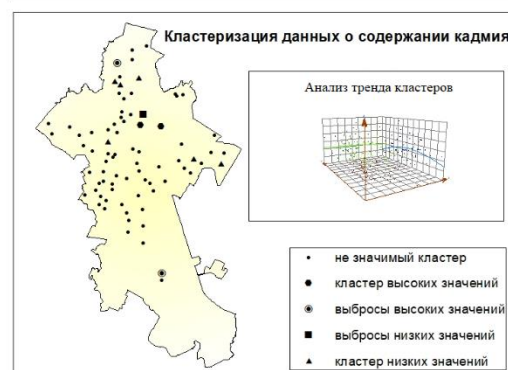 Кластеризация данных о содержании кадмия
Анализ тренда кластеров
не значимый кластер
кластер высоких значений
выбросы высоких значений
выбросы низких значений
кластер низких значений